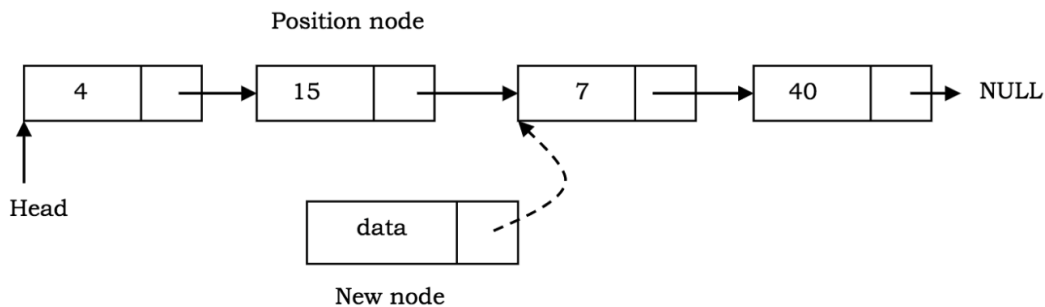 Position node
4 15 7 40 NULL
Head
data
New node